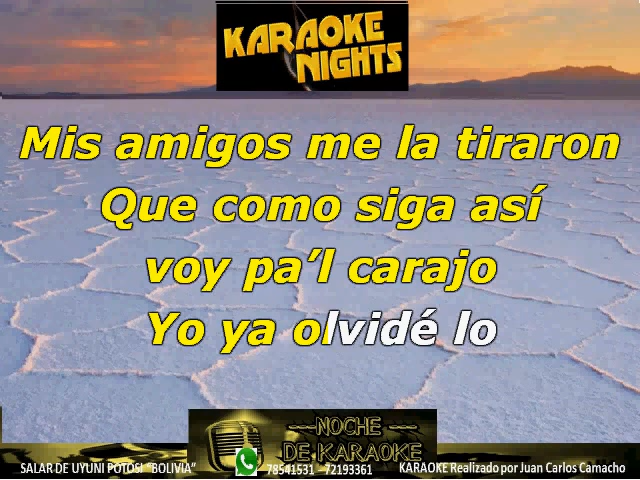 KARAOKE
NIGHTS
Mis amigos me la tiraron
Que como siga así
voy pa’l carajo
Yo ya olvidé lo
NOCHE
DE KARAOKE
SALAR DE UYUNI POTOSI “BOLIVIA”
78541531 - 72193361
KARAOKE Realizado por Juan Carlos Camacho